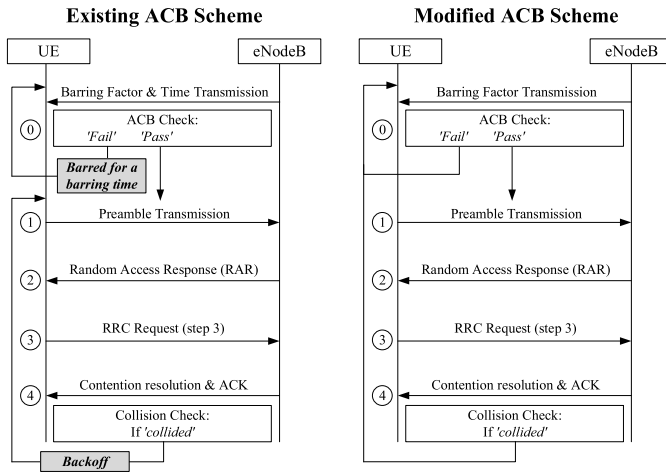 Existing ACB Scheme
UE
eNodeB
Barring Factor & Time Transmission
0
ACB Check:
'Fail' 'Pass'
Barred for a
barring time
1
Preamble Transmission
2
Random Access Response (RAR)
3
RRC Request (step 3)
4
Contention resolution & ACK
Collision Check:
If 'collided'
Backoff
Modified ACB Scheme
UE
eNodeB
Barring Factor Transmission
0
ACB Check:
'Fail' 'Pass'
1
Preamble Transmission
2
Random Access Response (RAR)
3
RRC Request (step 3)
4
Contention resolution & ACK
Collision Check:
If 'collided'